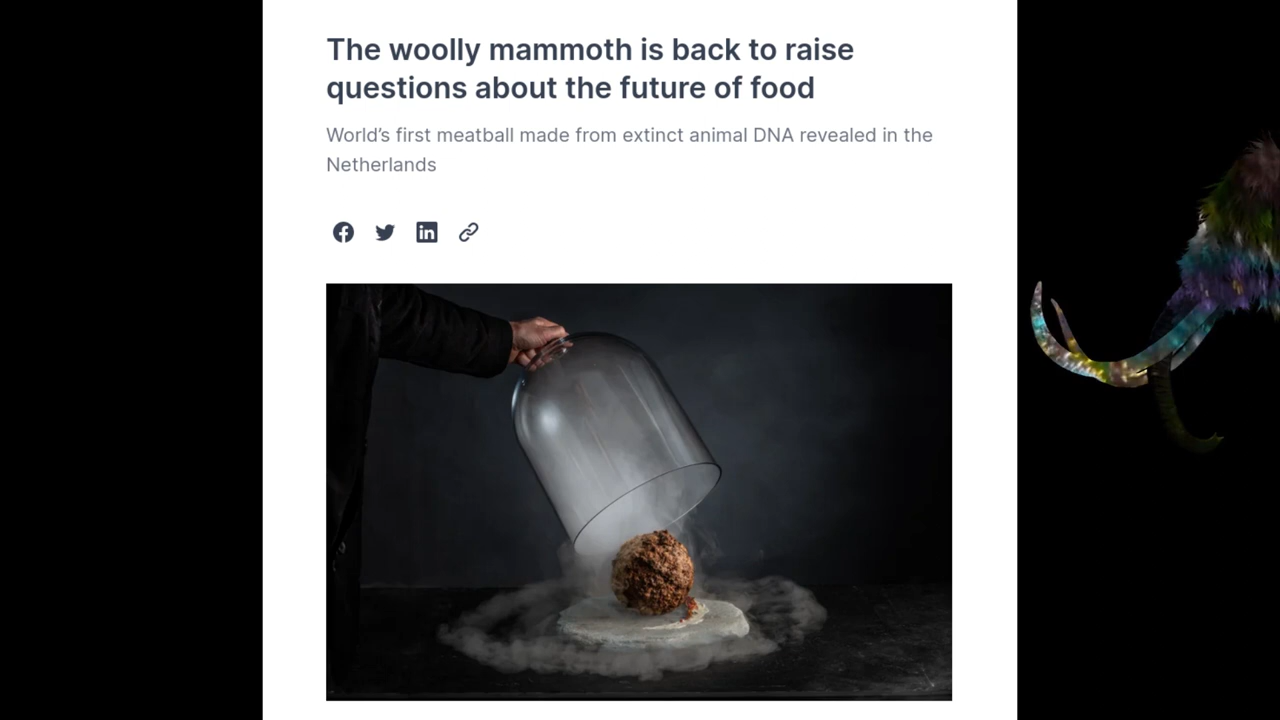 The woolly mammoth is back to raise
questions about the future of food
World’s first meatball made from extinct animal DNA revealed in the
Netherlands
in